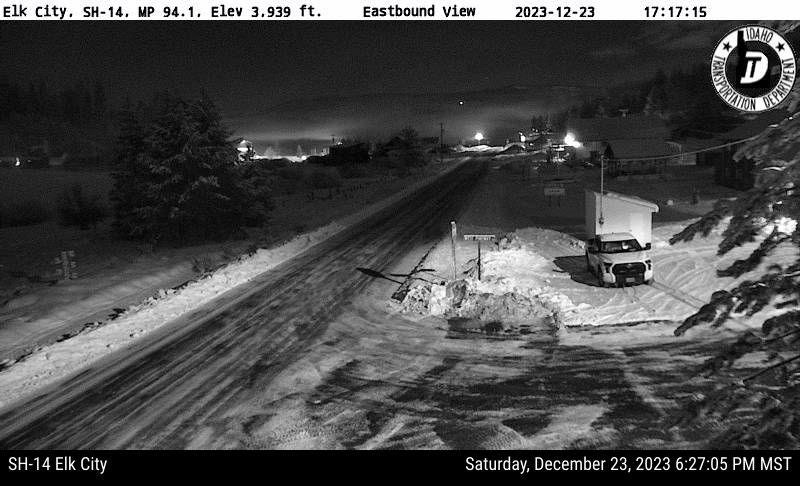 Elk City, SH-14, MP 94.1, Elev 3,939 ft. Eastbound View 2023-12-23 17:17:15
IDAHO
TRANSPORTATION DEPARTMENT
SH-14 Elk City
Saturday, December 23, 2023 6:27:05 PM MST